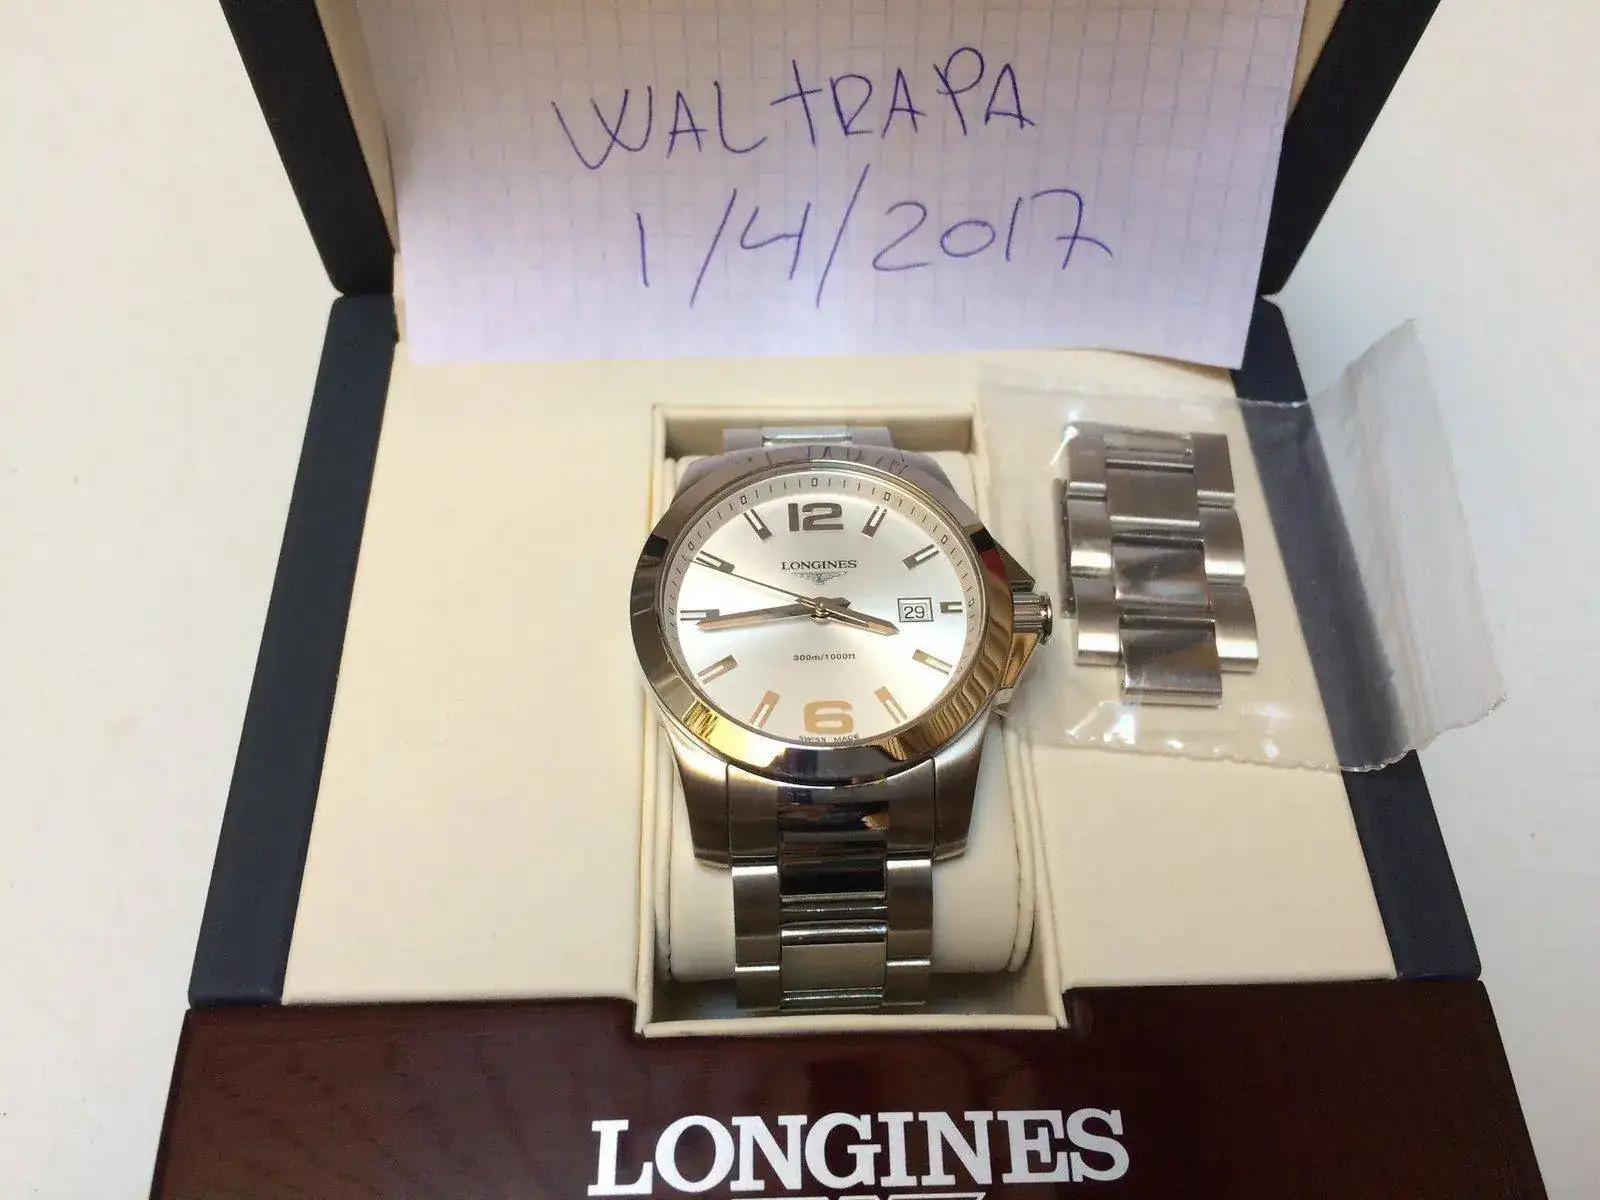 WALTRAPA
1/4/2017
12
LONGINES
29
300m/1000ft
6
SWISS MADE
LONGINES